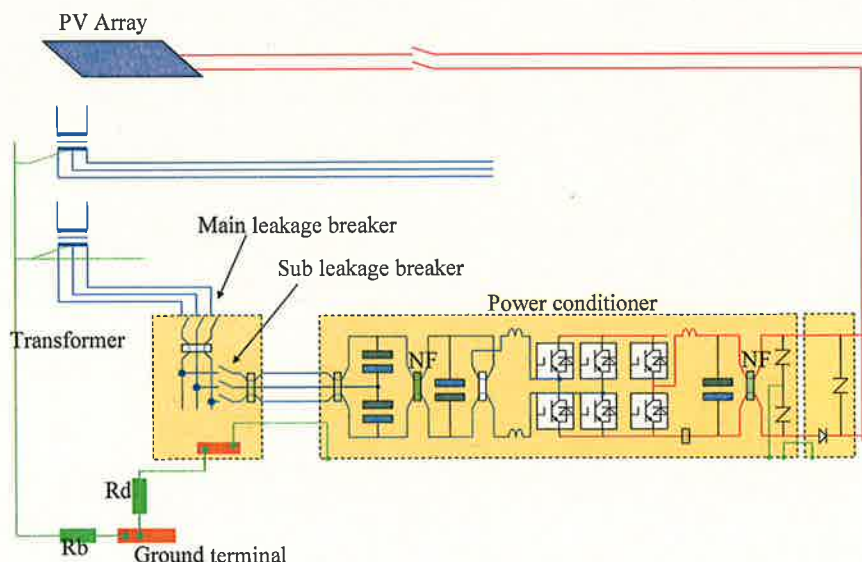 PV Array
Main leakage breaker
Sub leakage breaker
Power conditioner
Transformer
NF
NF
Rd
Rb
Ground terminal